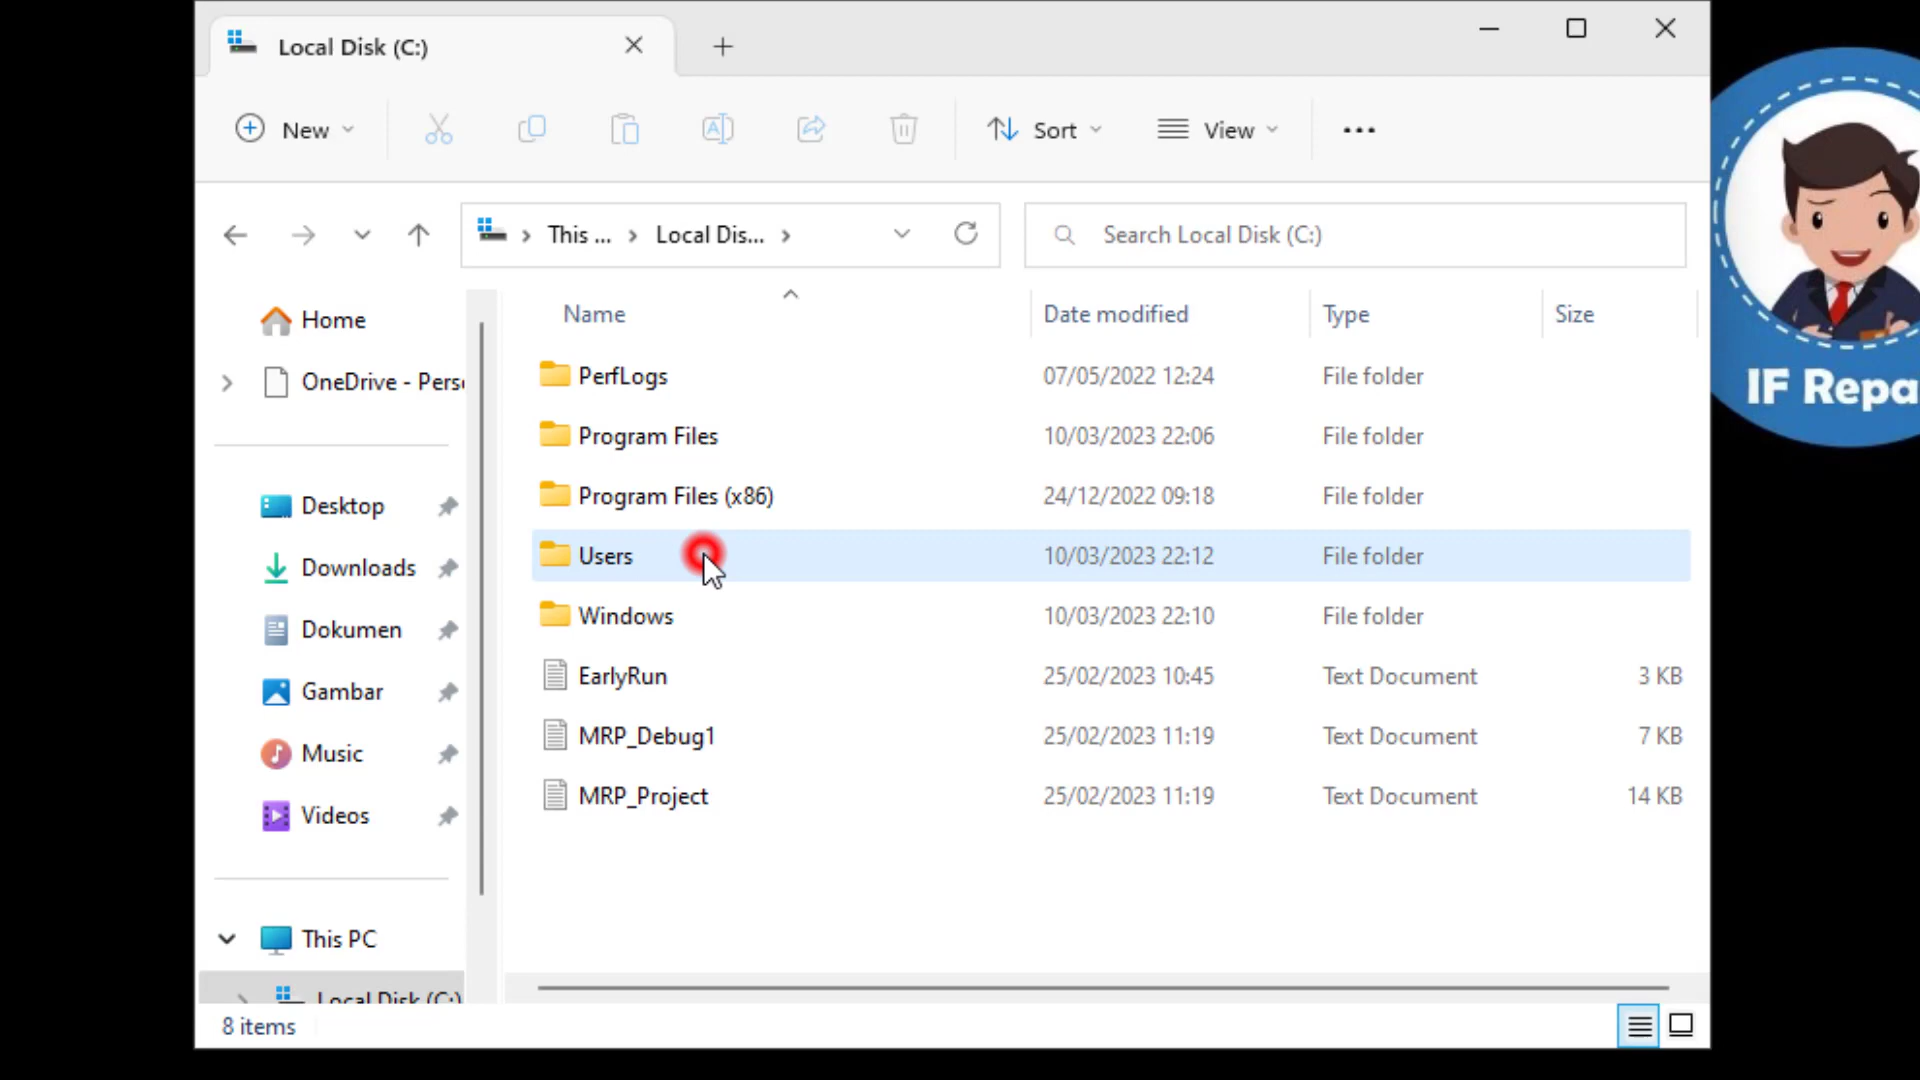 Local Disk (C:)
New
Sort
View
This ... Local Dis...
Search Local Disk (C:)
Home
OneDrive - Pers
Desktop
Downloads
Dokumen
Gambar
Music
Videos
This PC
Local Disk (C:)
Name Date modified Type Size
PerfLogs 07/05/2022 12:24 File folder
Program Files 10/03/2023 22:06 File folder
Program Files (x86) 24/12/2022 09:18 File folder
Users 10/03/2023 22:12 File folder
Windows 10/03/2023 22:10 File folder
EarlyRun 25/02/2023 10:45 Text Document 3 KB
MRP_Debug1 25/02/2023 11:19 Text Document 7 KB
MRP_Project 25/02/2023 11:19 Text Document 14 KB
8 items
IF Repa